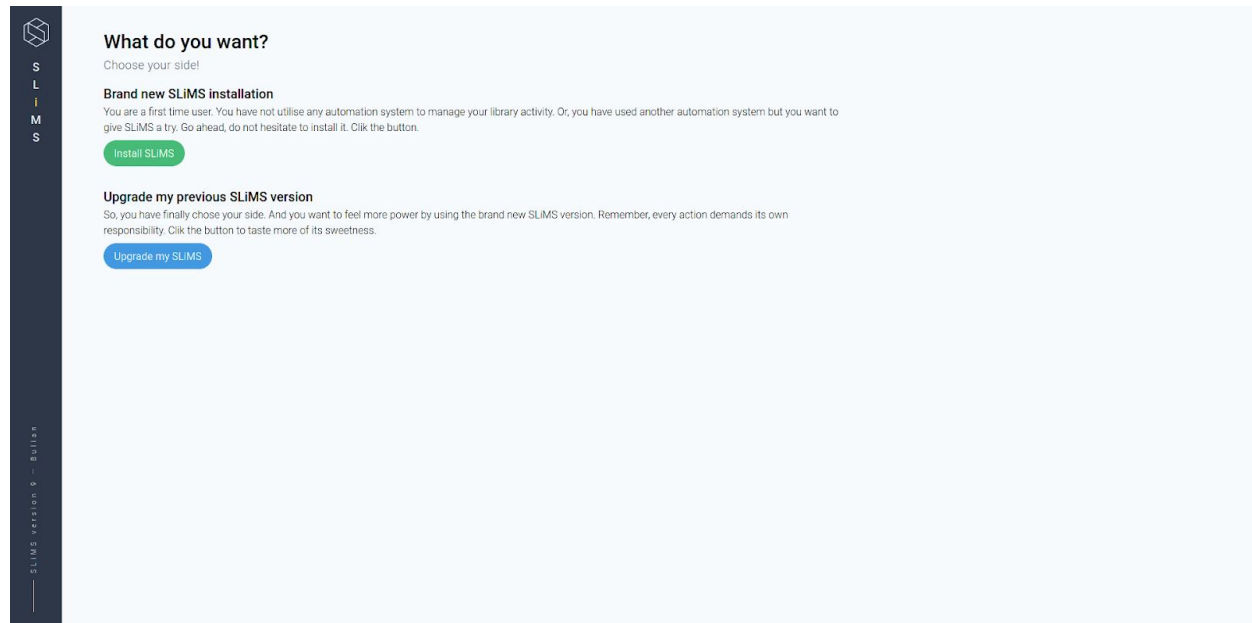 S
L
i
M
S
SLiMS version 9 – Bulian
What do you want?
Choose your side!
Brand new SLiMS installation
You are a first time user. You have not utilise any automation system to manage your library activity. Or, you have used another automation system but you want to
give SLiMS a try. Go ahead, do not hesitate to install it. Clik the button.
Install SLiMS
Upgrade my previous SLiMS version
So, you have finally chose your side. And you want to feel more power by using the brand new SLiMS version. Remember, every action demands its own
responsibility. Clik the button to taste more of its sweetness.
Upgrade my SLiMS